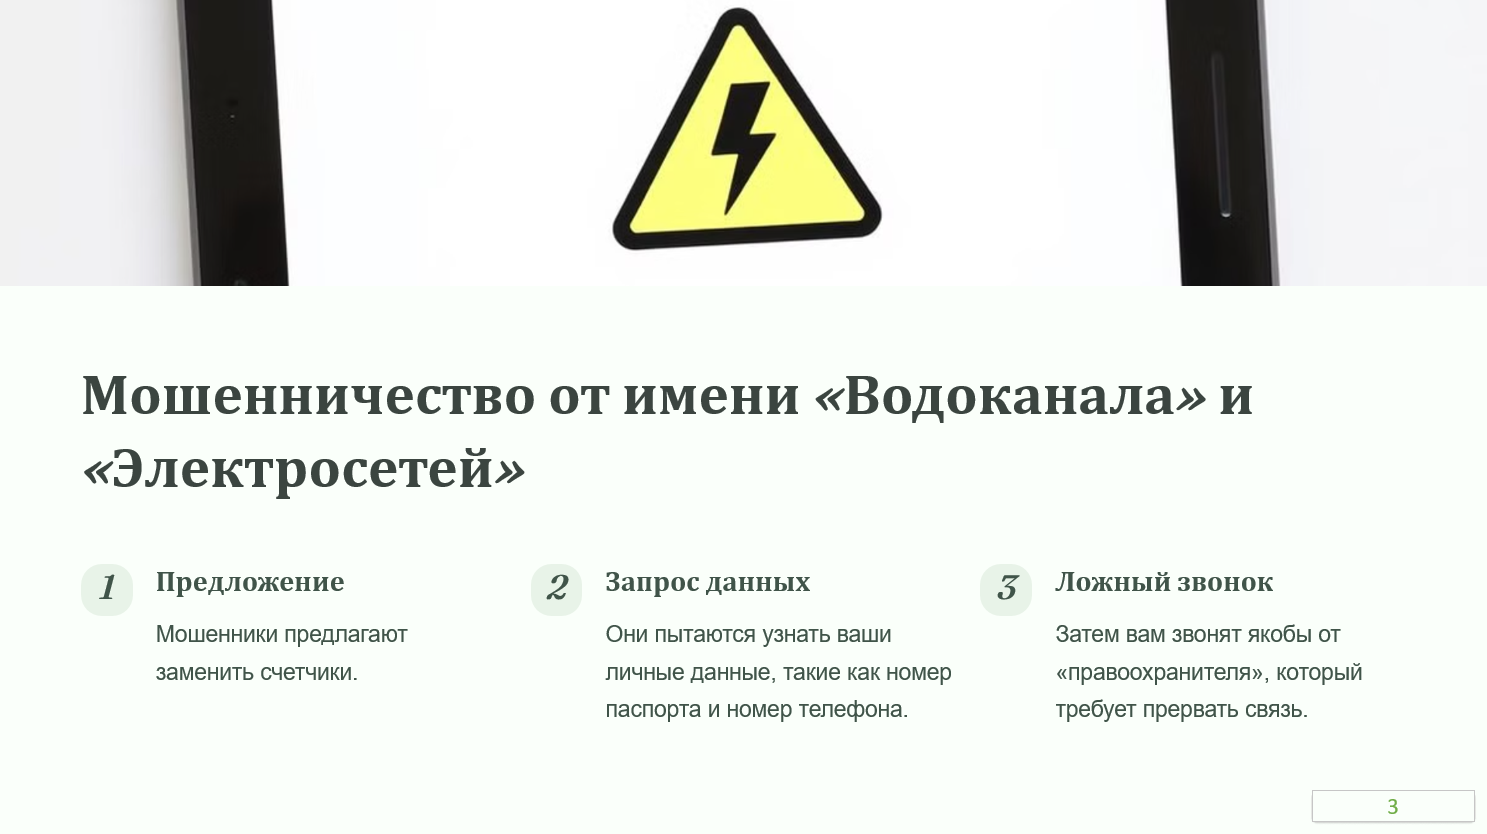 Мошенничество от имени «Водоканала» и
«Электросетей»
1
Предложение
Мошенники предлагают
заменить счетчики.
2
Запрос данных
Они пытаются узнать ваши
личные данные, такие как номер
паспорта и номер телефона.
3
Ложный звонок
Затем вам звонят якобы от
«правоохранителя», который
требует прервать связь.
3